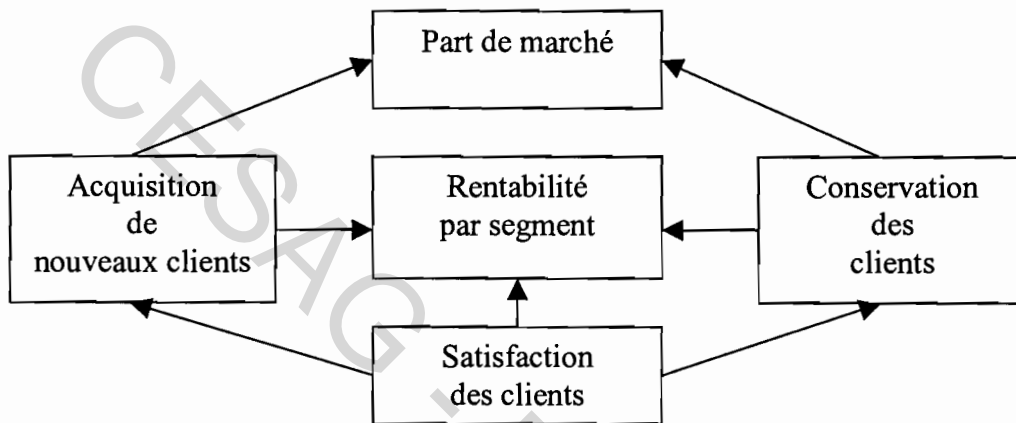 Part de marché
Acquisition
de
nouveaux clients
Rentabilité
par segment
Conservation
des
clients
Satisfaction
des clients
CESAG -